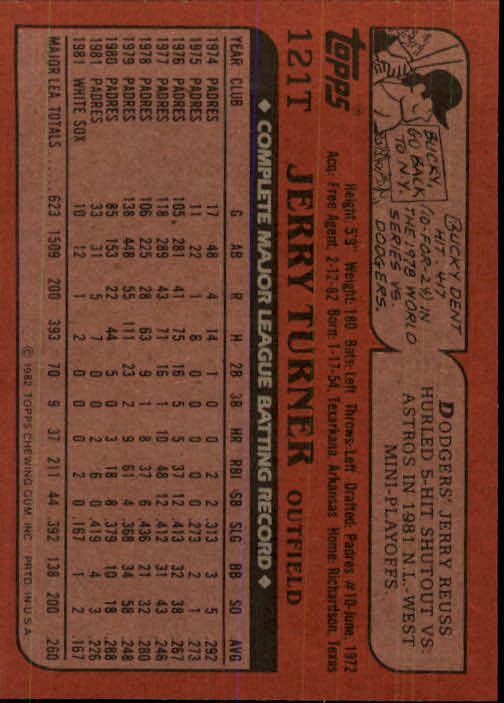 BUCKY,
GO BACK
TO N.Y.
BUCKY DENT
HIT .417
(10-FOR-24) IN
THE 1978 WORLD
SERIES VS.
DODGERS.
DODGERS' JERRY REUSS
HURLED 5-HIT SHUTOUT VS.
ASTROS IN 1981 N.L.-WEST
MINI-PLAYOFFS.
topps
Height: 5'9" Weight: 180 Bats: Left Throws: Left Drafted: Padres #10-June, 1972
Acq: Free Agent, 2-12-82 Born: 1-17-54, Texarkana, Arkansas Home: Richardson, Texas
121T JERRY TURNER OUTFIELD
◆ COMPLETE MAJOR LEAGUE BATTING RECORD ◆
YEAR CLUB G AB R H 2B 3B HR RBI SB SLG BB SO AVG
1974 PADRES 17 48 4 14 1 0 0 2 2 .313 3 5 .292
1975 PADRES 11 22 1 6 0 0 0 0 0 .273 2 1 .273
1976 PADRES 105 281 41 75 16 5 5 37 12 .413 32 38 .267
1977 PADRES 118 289 43 71 16 1 10 48 12 .412 31 43 .246
1978 PADRES 106 225 28 63 9 1 8 37 6 .436 21 32 .280
1979 PADRES 138 448 55 111 23 2 9 61 4 .368 34 58 .248
1980 PADRES 85 153 22 44 5 0 3 18 8 .379 10 18 .288
1981 PADRES 33 31 5 7 0 0 2 6 0 .419 4 3 .226
1981 WHITE SOX 10 12 1 2 0 0 0 2 0 .167 1 2 .167
MAJOR LEA. TOTALS 623 1509 200 393 70 9 37 211 44 .392 138 200 .260
© 1982 TOPPS CHEWING GUM, INC. PRTD. IN U.S.A.